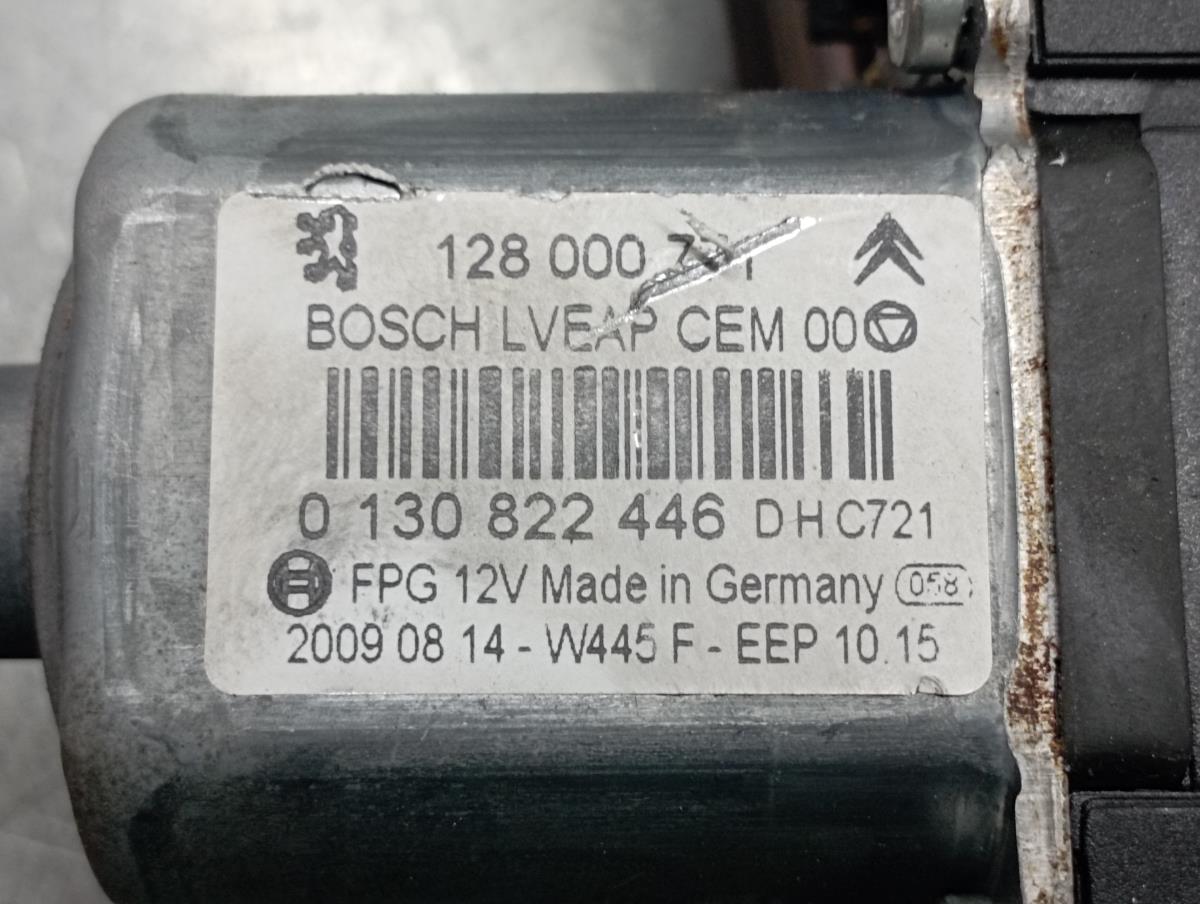 128 000
BOSCH LVEAP CEM 00
0 130 822 446 D H C721
FPG 12V Made in Germany 058
2009 08 14 - W445 F - EEP 10.15